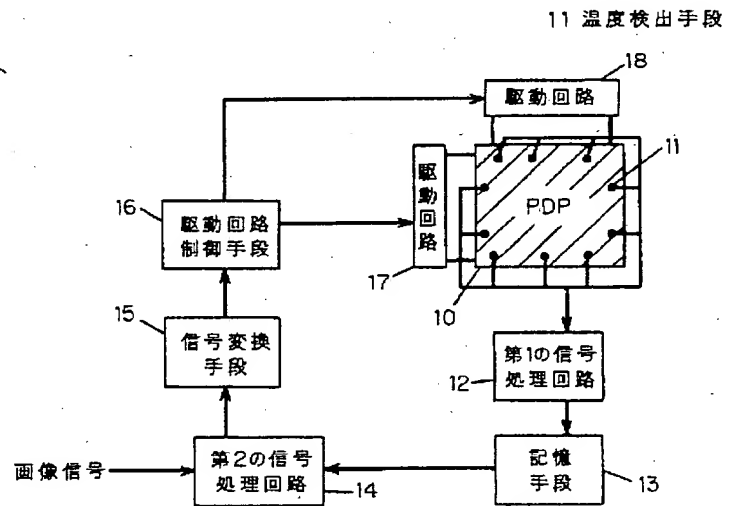 11 温度検出手段
18
駆動回路
11
駆動回路
PDP
16
駆動回路
制御手段
17
10
15
信号変換
手段
第1の信号
処理回路
12
画像信号
第2の信号
処理回路
14
記憶
手段
13